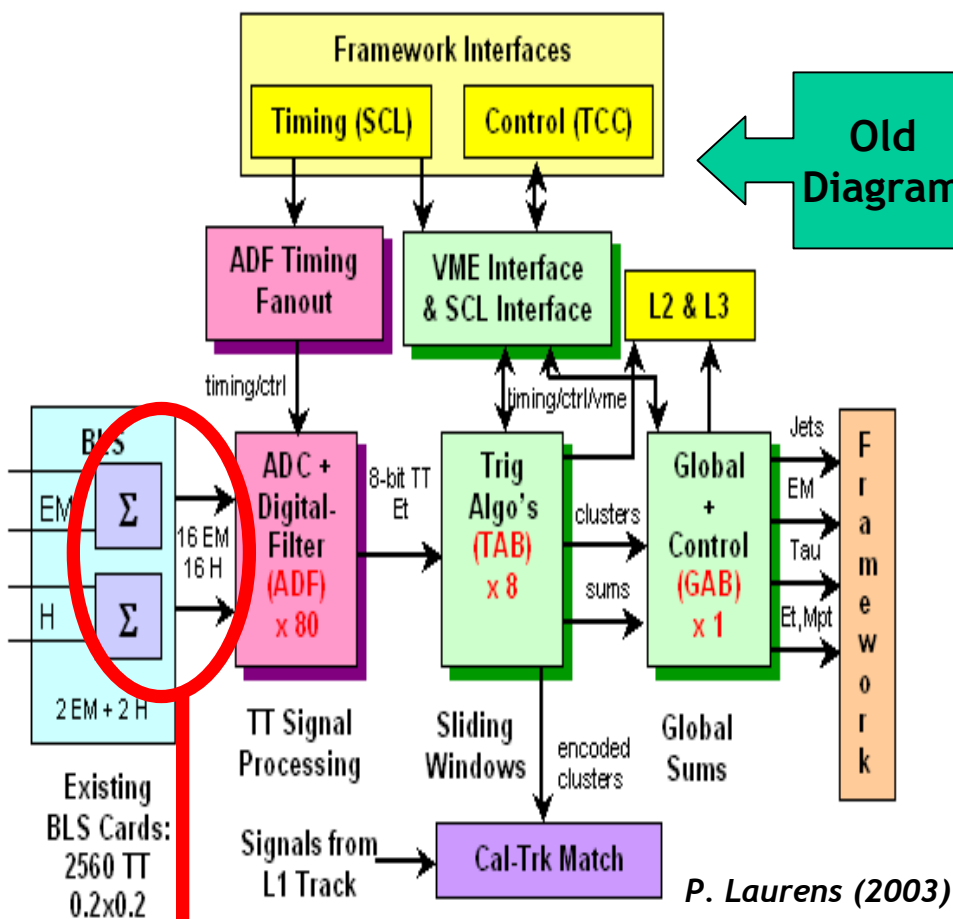 Framework Interfaces
Timing (SCL)
Control (TCC)
Old
Diagram
ADF Timing
Fanout
VME Interface
& SCL Interface
L2 & L3
timing/ctrl
timing/ctrl/vme
BLS
EM
Σ
H
Σ
2 EM + 2 H
16 EM
16 H
ADC +
Digital-
Filter
(ADF)
x 80
8-bit TT
Et
Trig
Algo's
(TAB)
x 8
clusters
sums
Global
+
Control
(GAB)
x 1
Jets
EM
Tau
Et,Mpt
Framework
TT Signal
Processing
Sliding
Windows
Global
Sums
encoded
clusters
Existing
BLS Cards:
2560 TT
0.2x0.2
Signals from
L1 Track
Cal-Trk Match
P. Laurens (2003)